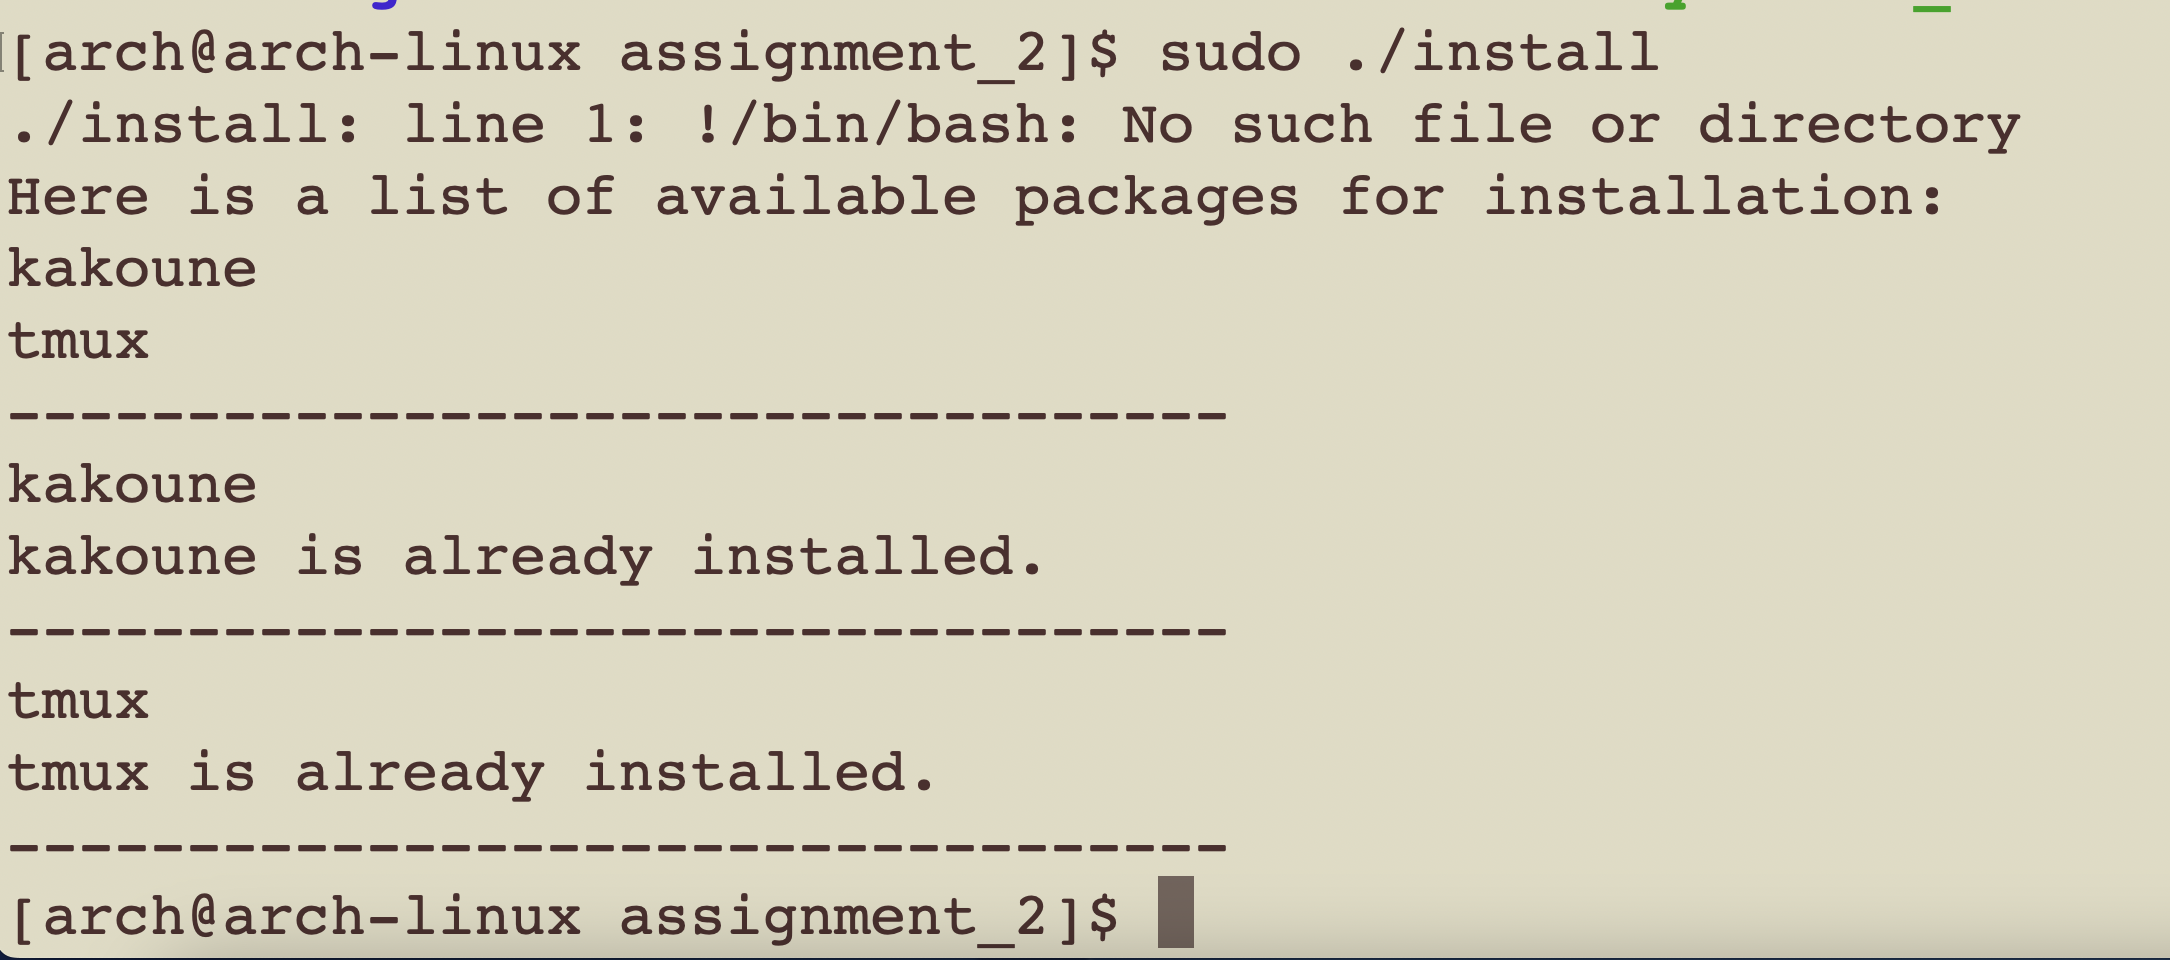 [arch@arch-linux assignment_2]$ sudo ./install
./install: line 1: !/bin/bash: No such file or directory
Here is a list of available packages for installation:
kakoune
tmux
----------------------------------
kakoune
kakoune is already installed.
----------------------------------
tmux
tmux is already installed.
----------------------------------
[arch@arch-linux assignment_2]$